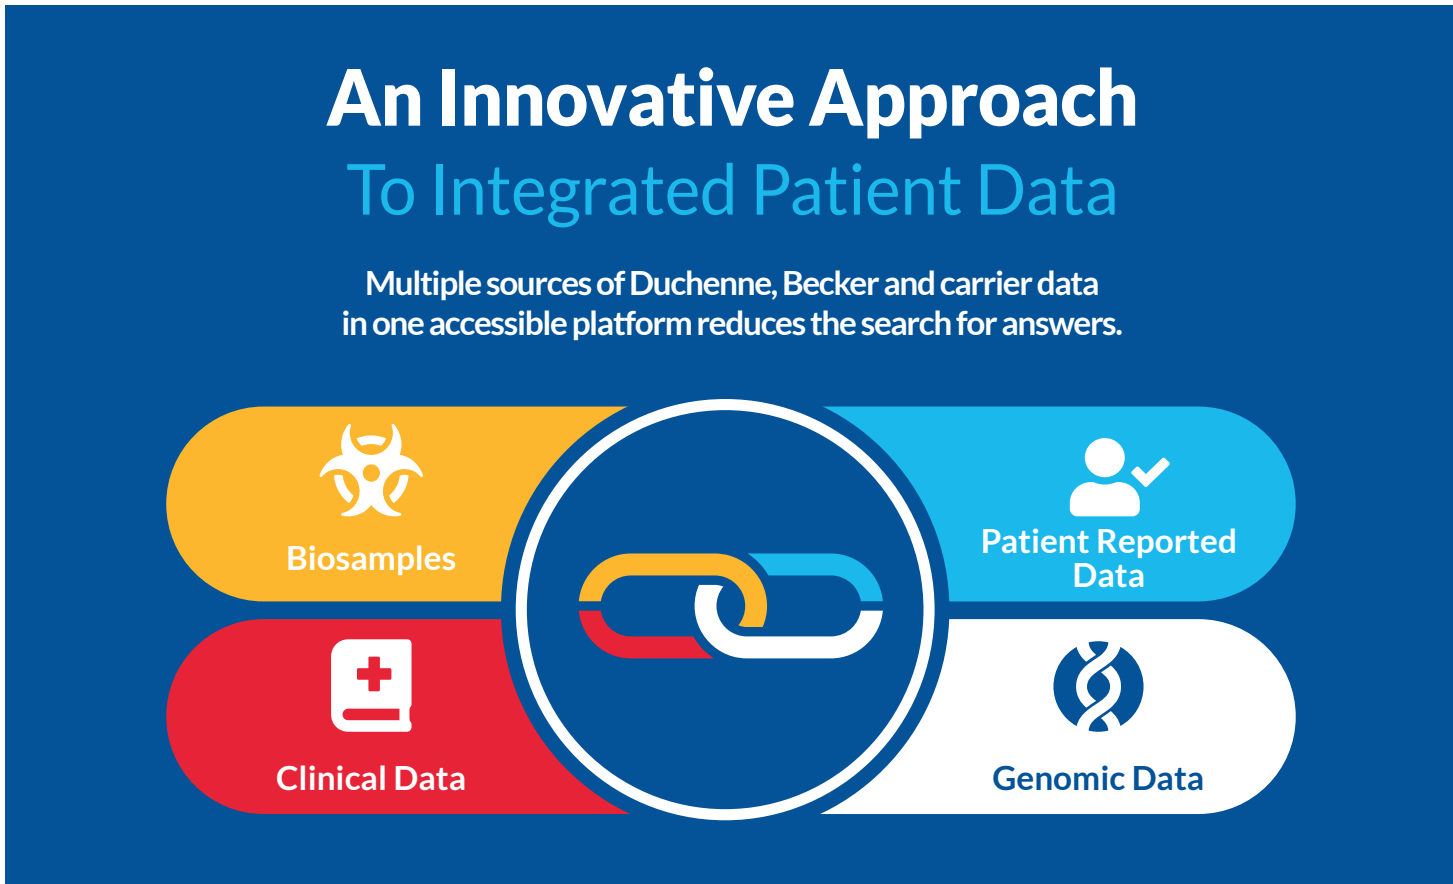 An Innovative Approach
To Integrated Patient Data
Multiple sources of Duchenne, Becker and carrier data
in one accessible platform reduces the search for answers.
Biosamples
Patient Reported
Data
Clinical Data
Genomic Data